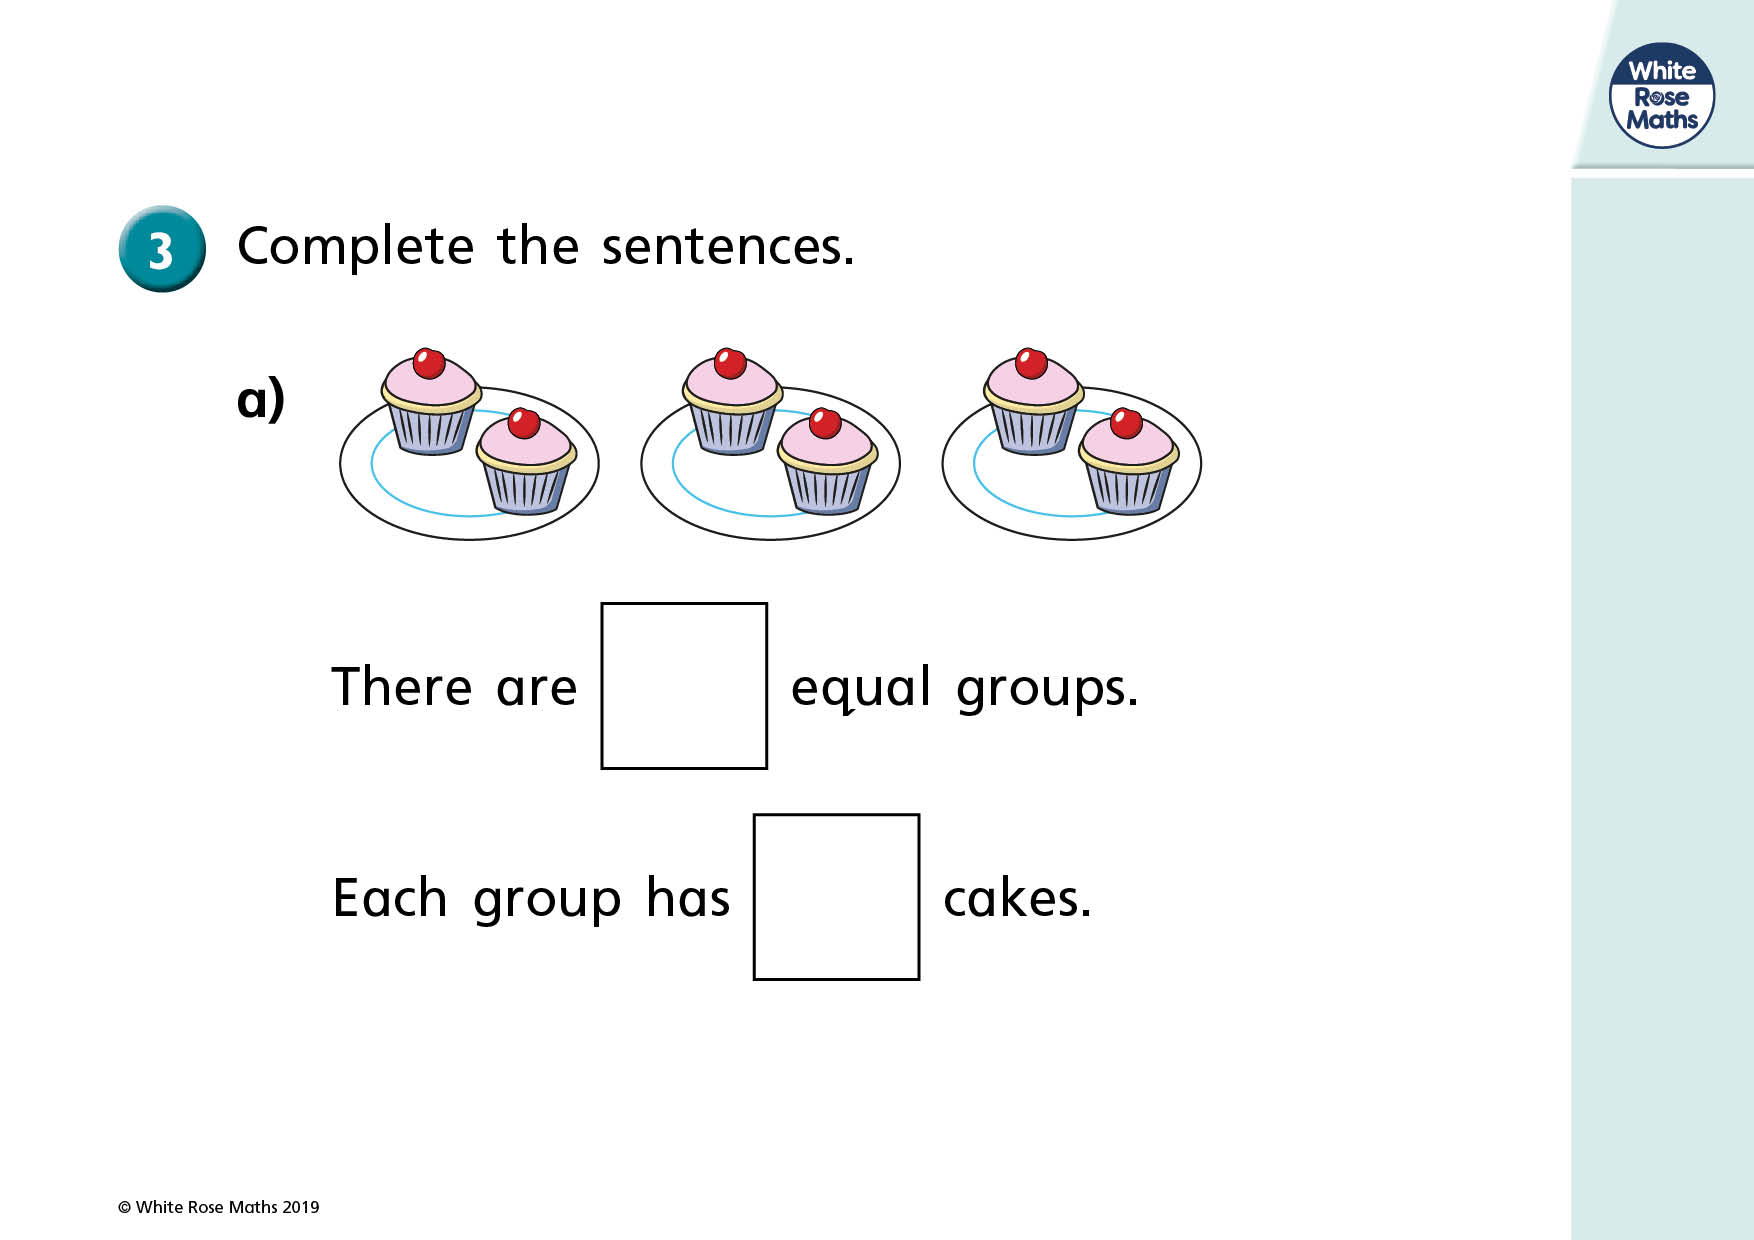 White
Rose
Maths
3 Complete the sentences.
a)
There are equal groups.
Each group has cakes.
© White Rose Maths 2019